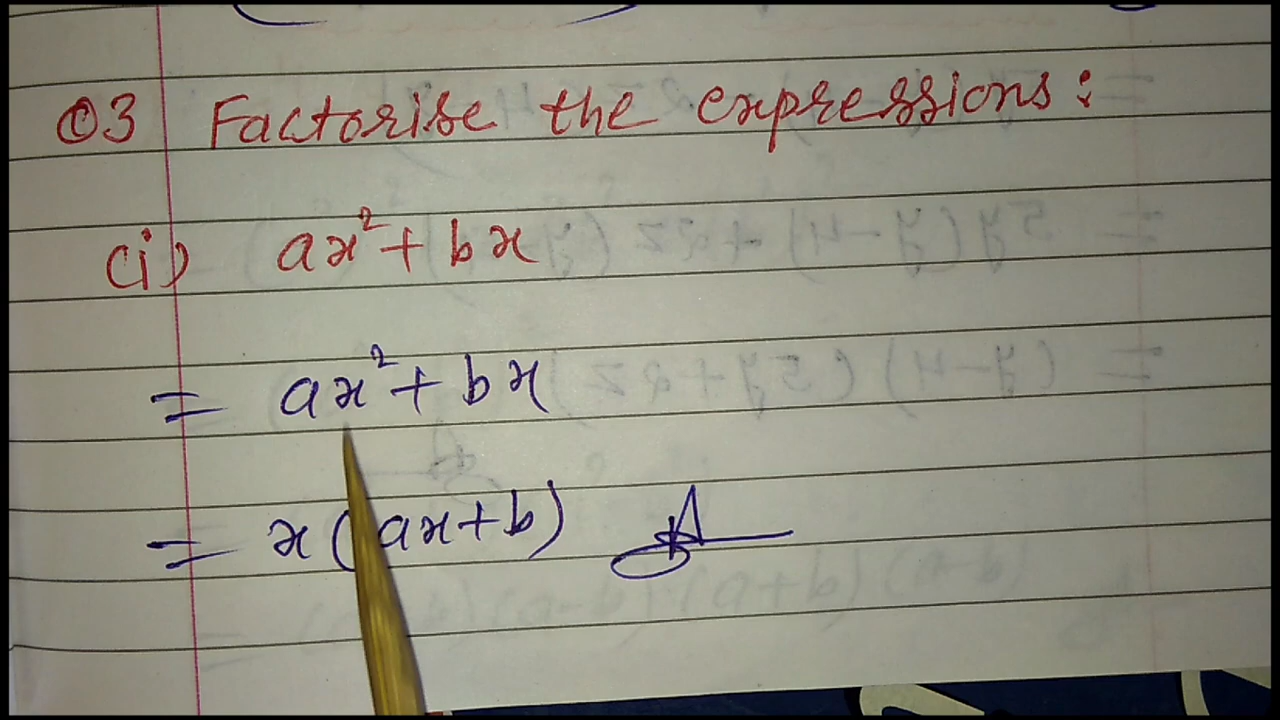 Q3 Factorise the expressions:
(i) ax²+bx
= ax²+bx
= x(ax+b)